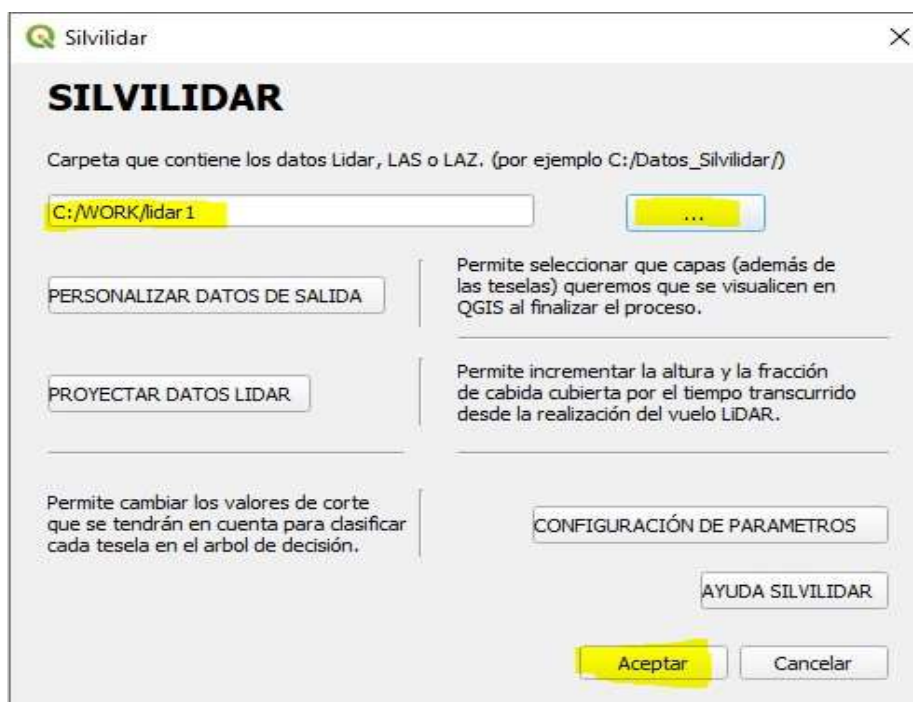 Silvilidar
SILVILIDAR
Carpeta que contiene los datos Lidar, LAS o LAZ. (por ejemplo C:/Datos_Silvilidar/)
C:/WORK/lidar1
...
PERSONALIZAR DATOS DE SALIDA
Permite seleccionar que capas (además de
las teselas) queremos que se visualicen en
QGIS al finalizar el proceso.
PROYECTAR DATOS LIDAR
Permite incrementar la altura y la fracción
de cabida cubierta por el tiempo transcurrido
desde la realización del vuelo LiDAR.
Permite cambiar los valores de corte
que se tendrán en cuenta para clasificar
cada tesela en el arbol de decisión.
CONFIGURACIÓN DE PARAMETROS
AYUDA SILVILIDAR
Aceptar
Cancelar